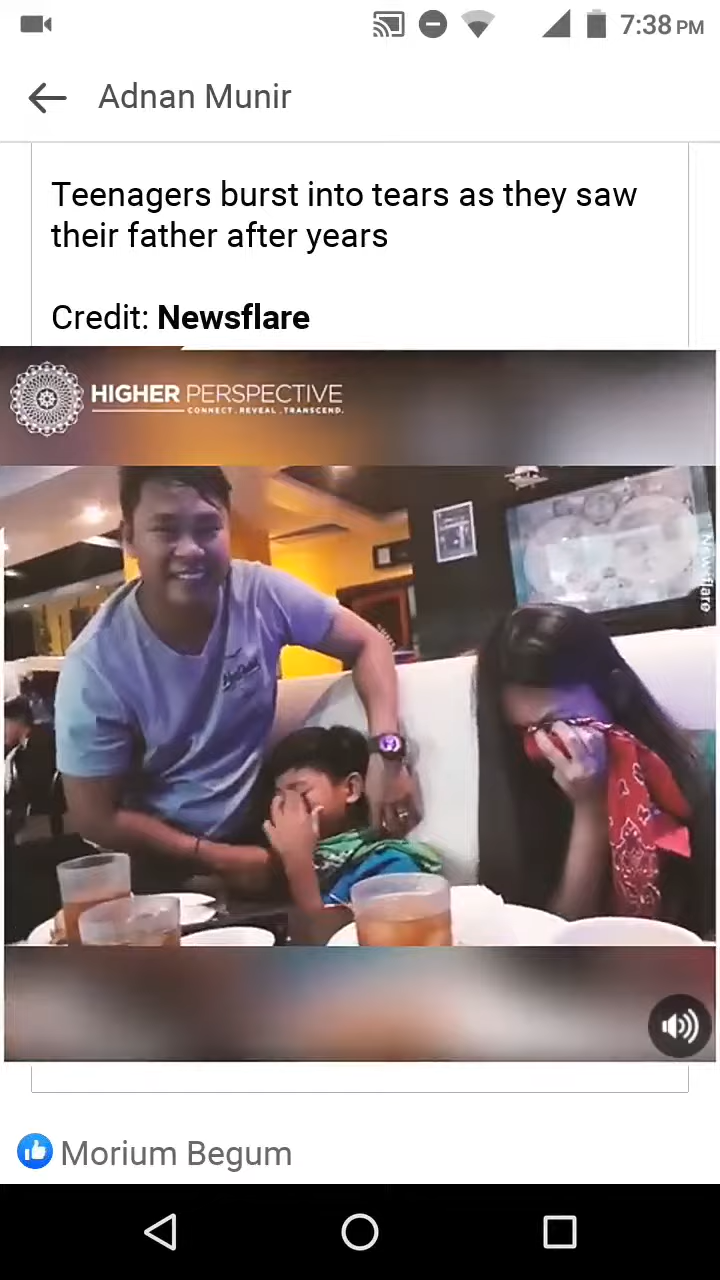 7:38 PM
Adnan Munir
Teenagers burst into tears as they saw
their father after years
Credit: Newsflare
HIGHER PERSPECTIVE
CONNECT . REVEAL . TRANSCEND.
Newsflare
Morium Begum